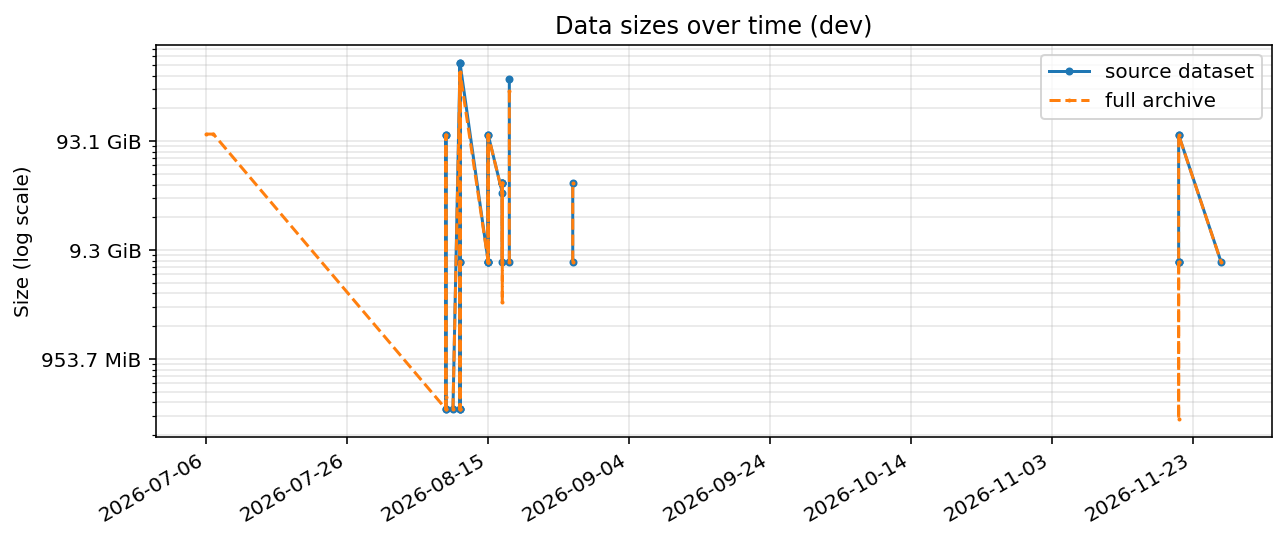 Data sizes over time (dev)
source dataset
full archive
Size (log scale)
93.1 GiB
9.3 GiB
953.7 MiB
2026-07-06
2026-07-26
2026-08-15
2026-09-04
2026-09-24
2026-10-14
2026-11-03
2026-11-23